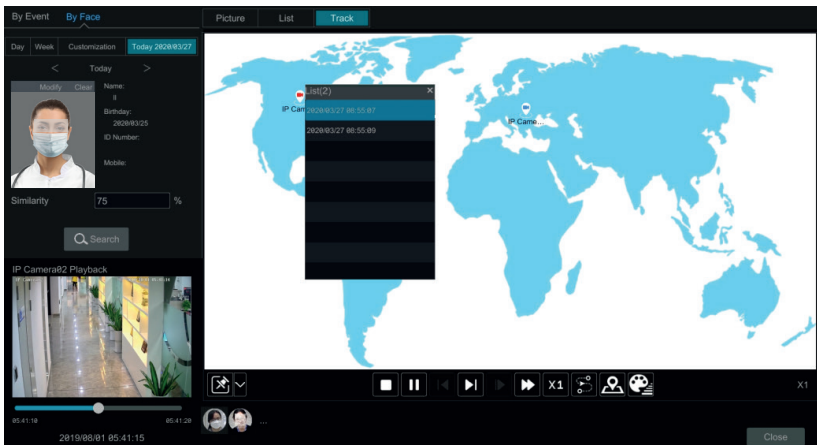 By Event By Face
Picture List Track
Day Week Customization Today 2020/03/27
< Today >
Modify Clear
Name:
ll
Birthday:
2020/03/25
ID Number:
Mobile:
Similarity 75 %
Search
IP Camera02 Playback
05:41:10 05:41:20
2019/08/01 05:41:15
List(2) ×
2020/03/27 08:55:07
2020/03/27 08:55:09
IP Cam
IP Came...
X1
X1
...
Close